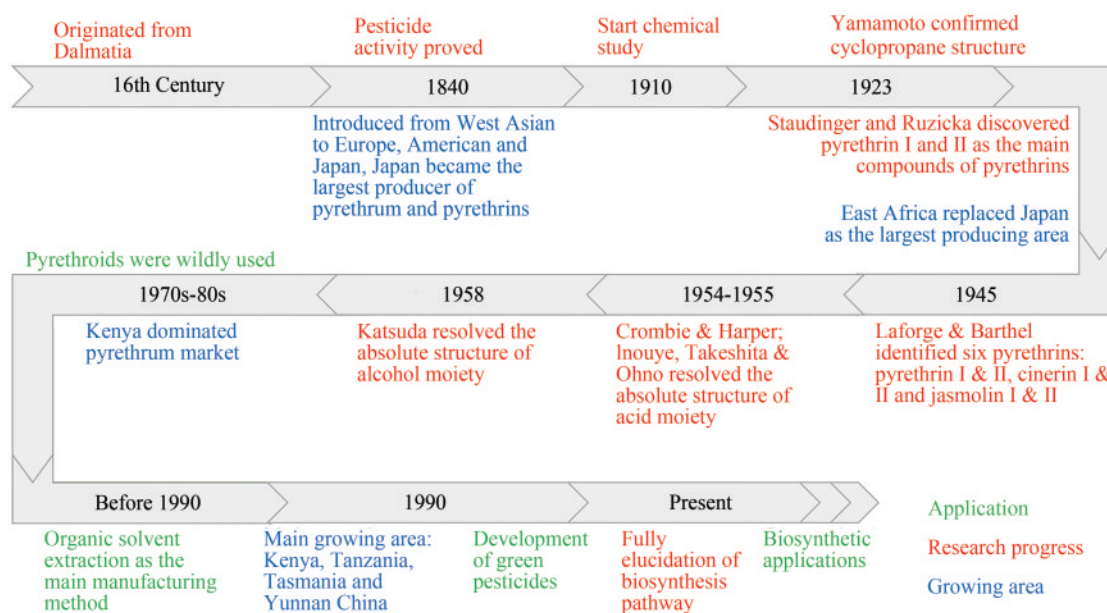 Originated from
Dalmatia
Pesticide
activity proved
Start chemical
study
Yamamoto confirmed
cyclopropane structure
16th Century
1840
1910
1923
Introduced from West Asian
to Europe, American and
Japan, Japan became the
largest producer of
pyrethrum and pyrethrins
Staudinger and Ruzicka discovered
pyrethrin I and II as the main
compounds of pyrethrins
East Africa replaced Japan
as the largest producing area
Pyrethroids were wildly used
1970s-80s
1958
1954-1955
1945
Kenya dominated
pyrethrum market
Katsuda resolved the
absolute structure of
alcohol moiety
Crombie & Harper;
Inouye, Takeshita &
Ohno resolved the
absolute structure of
acid moiety
Laforge & Barthel
identified six pyrethrins:
pyrethrin I & II, cinerin I &
II and jasmolin I & II
Before 1990
1990
Present
Organic solvent
extraction as the
main manufacturing
method
Main growing area:
Kenya, Tanzania,
Tasmania and
Yunnan China
Development
of green
pesticides
Fully
elucidation of
biosynthesis
pathway
Biosynthetic
applications
Application
Research progress
Growing area